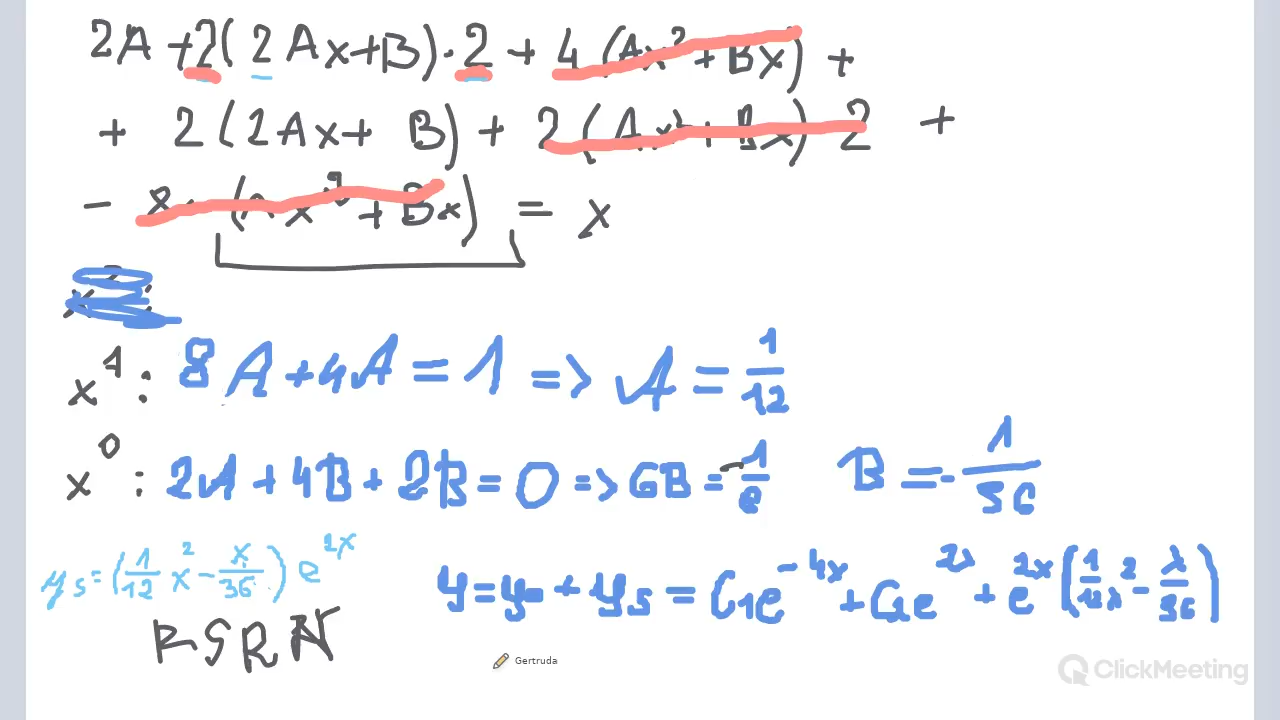 2A + 2(2Ax+B)·2 + 4(Ax²+Bx) +
+ 2(2Ax+B) + 2(Ax²+Bx)·2 +
- 8·(Ax²+Bx) = x
x¹: 8A+4A=1 => A=1/12
x⁰: 2A+4B+2B=0 => 6B=-1/6 B=-1/36
ys=(1/12 x²-x/36)e^2x
y=y₀+ys=C₁e^-4x+C₂e^2x+e^2x(1/12 x²-x/36)
RSRN
Gertruda
ClickMeeting